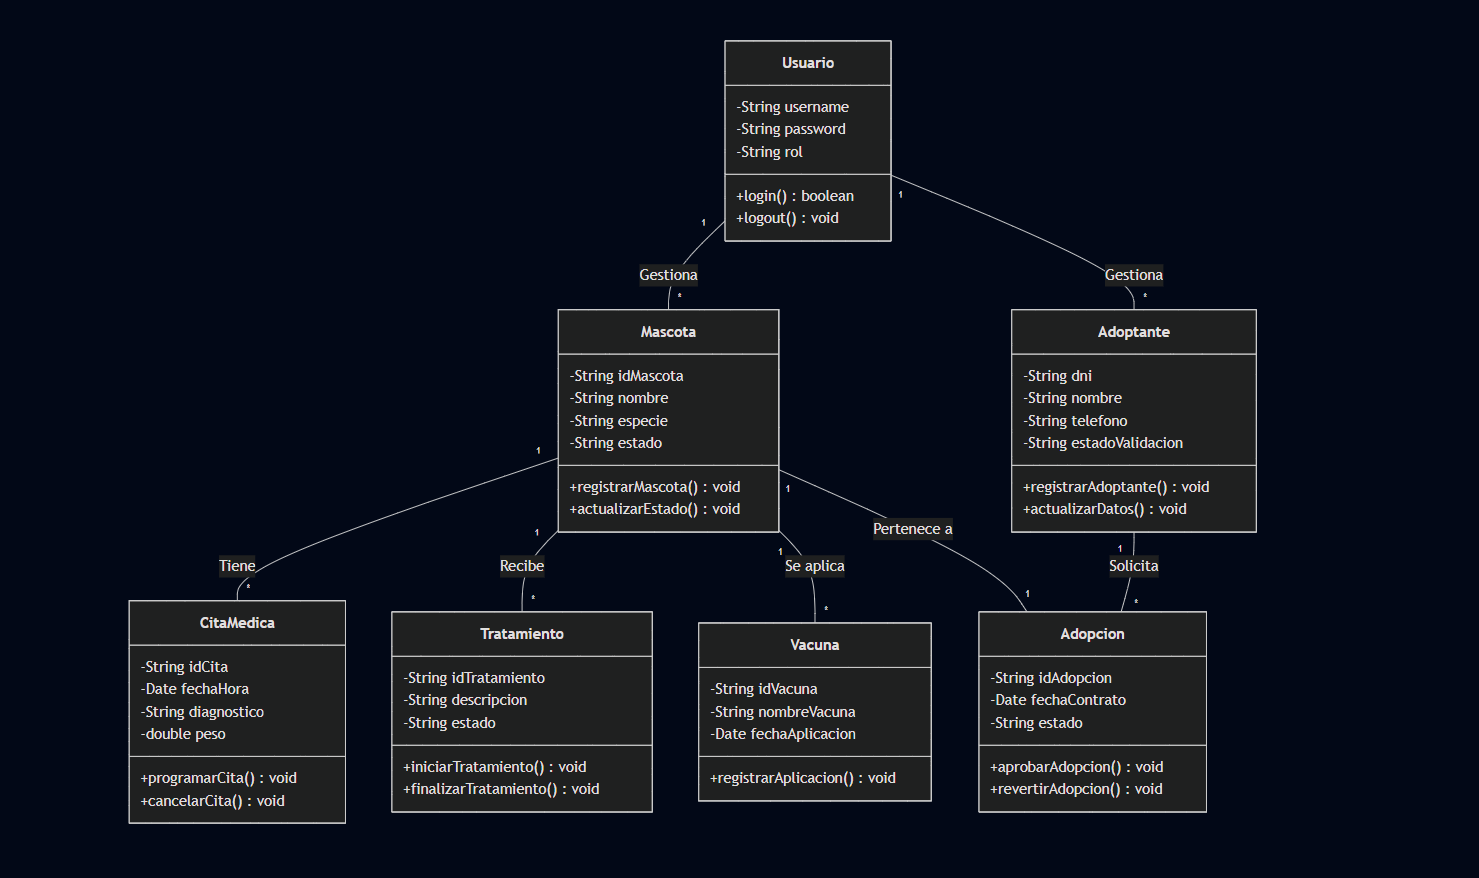 Usuario
-String username
-String password
-String rol
+login() : boolean
+logout() : void
1
1
Gestiona
*
Gestiona
*
Mascota
-String idMascota
-String nombre
-String especie
-String estado
+registrarMascota() : void
+actualizarEstado() : void
Adoptante
-String dni
-String nombre
-String telefono
-String estadoValidacion
+registrarAdoptante() : void
+actualizarDatos() : void
1
1
1
1
1
Tiene
*
Recibe
*
Se aplica
*
Pertenece a
1
Solicita
*
CitaMedica
-String idCita
-Date fechaHora
-String diagnostico
-double peso
+programarCita() : void
+cancelarCita() : void
Tratamiento
-String idTratamiento
-String descripcion
-String estado
+iniciarTratamiento() : void
+finalizarTratamiento() : void
Vacuna
-String idVacuna
-String nombreVacuna
-Date fechaAplicacion
+registrarAplicacion() : void
Adopcion
-String idAdopcion
-Date fechaContrato
-String estado
+aprobarAdopcion() : void
+revertirAdopcion() : void